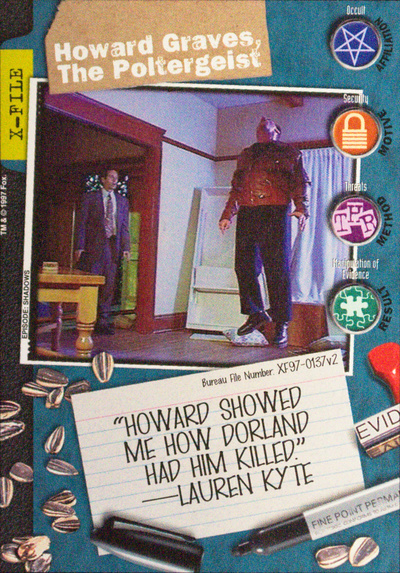 Howard Graves,
The Poltergeist
X-FILE
TM & © 1997 Fox.
EPISODE: SHADOWS
Occult
AFFILIATION
Security
MOTIVE
Threats
TPR
METHOD
Manipulation of
Evidence
RESULT
Bureau File Number: XF97-0137v2
"HOWARD SHOWED
ME HOW DORLAND
HAD HIM KILLED."
—LAUREN KYTE
EVID
FINE POINT PERMA